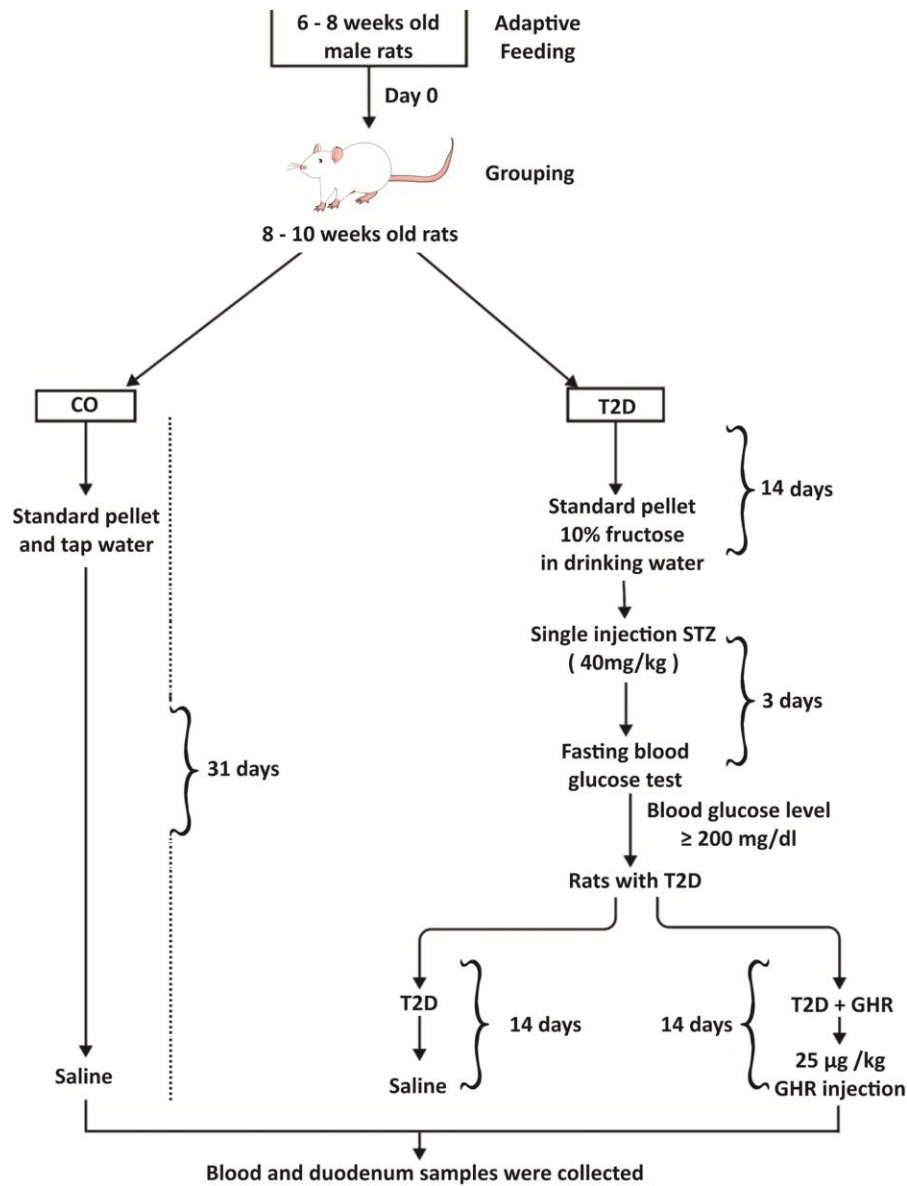 6 - 8 weeks old
male rats
Adaptive
Feeding
Day 0
Grouping
8 - 10 weeks old rats
CO
Standard pellet
and tap water
31 days
Saline
T2D
14 days
Standard pellet
10% fructose
in drinking water
Single injection STZ
( 40mg/kg )
3 days
Fasting blood
glucose test
Blood glucose level
≥ 200 mg/dl
Rats with T2D
T2D
Saline
14 days
14 days
T2D + GHR
25 µg /kg
GHR injection
Blood and duodenum samples were collected